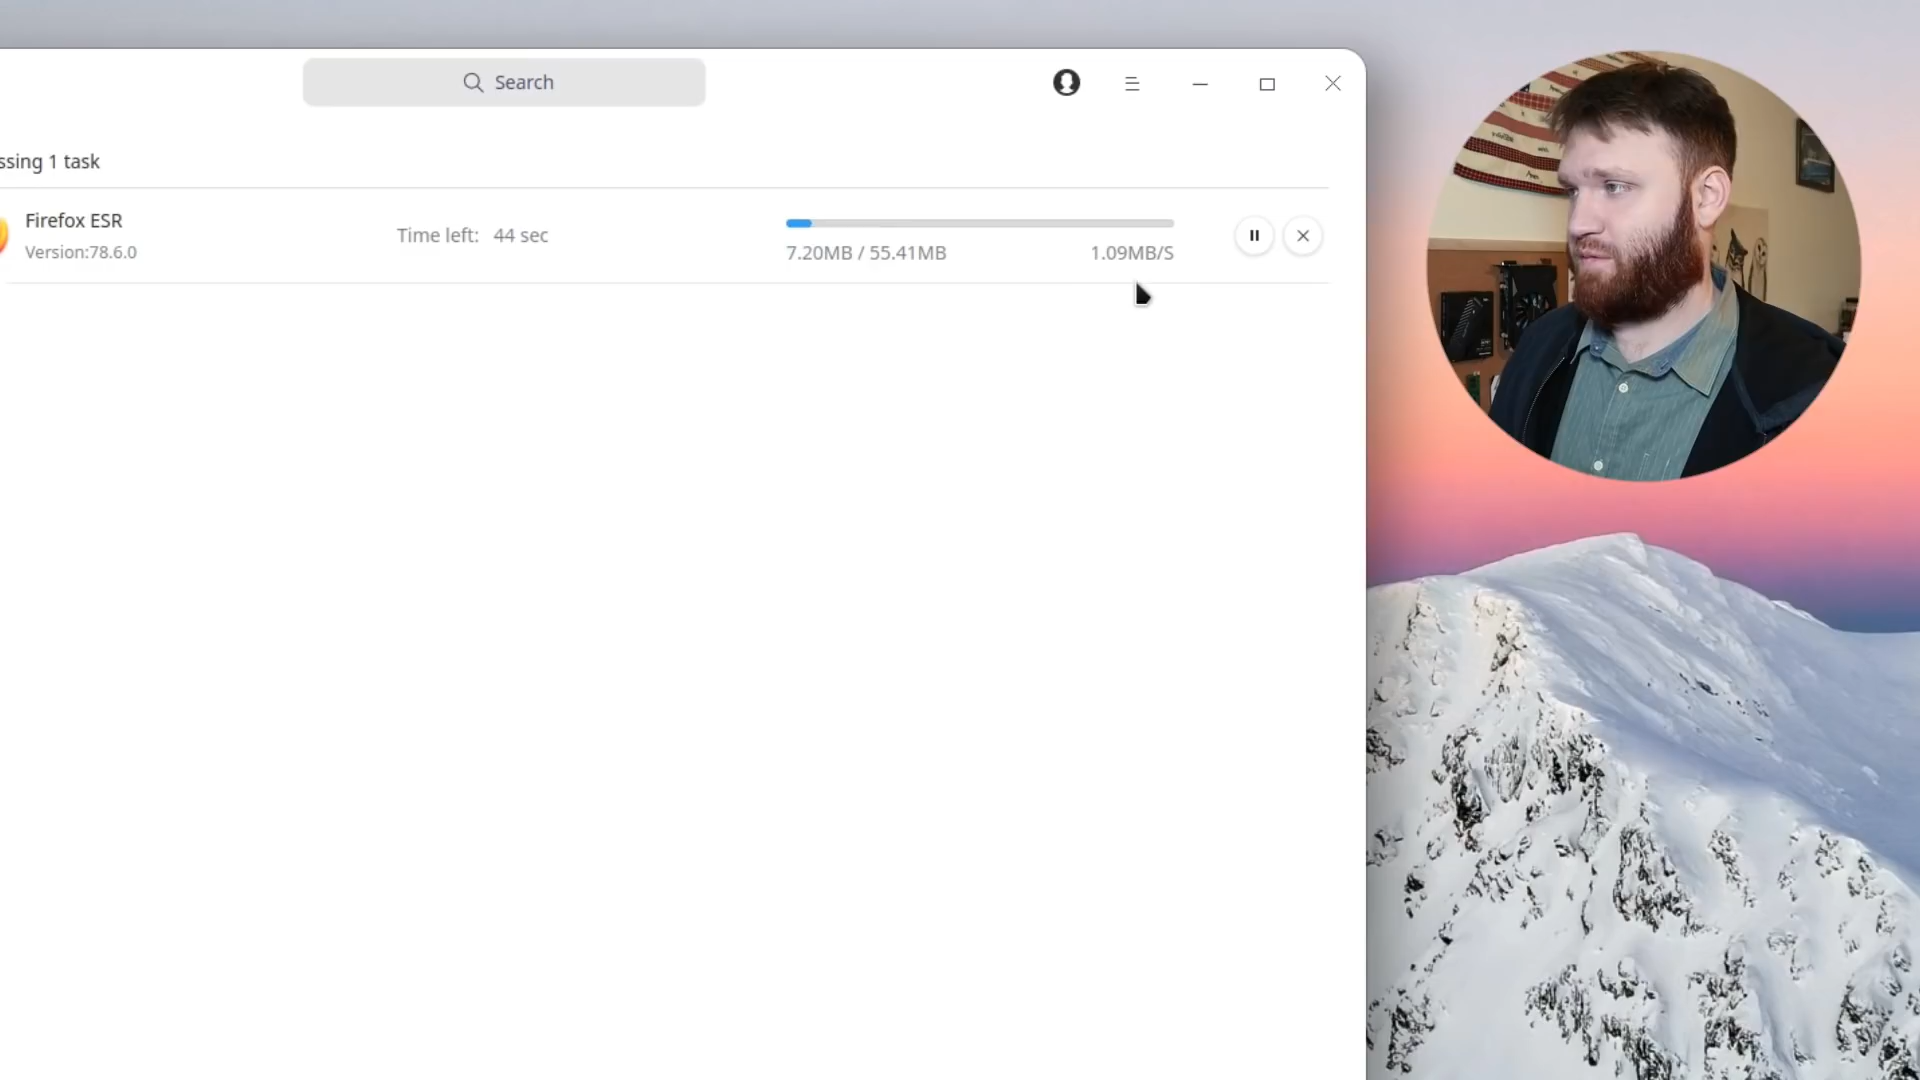 Search
ssing 1 task
Firefox ESR
Version:78.6.0
Time left: 44 sec
7.20MB / 55.41MB
1.09MB/S